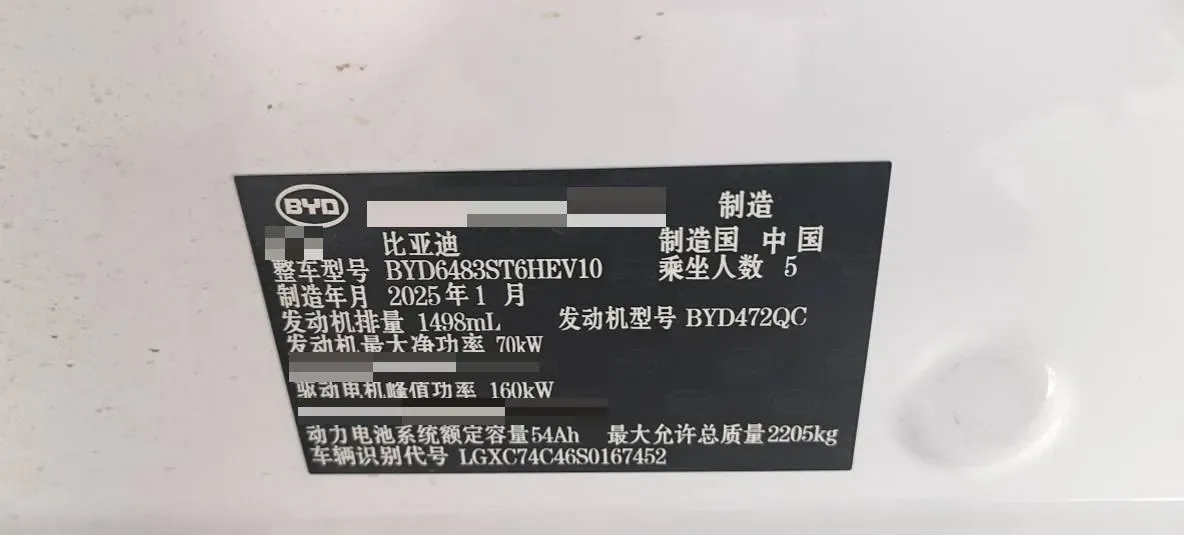 BYD 制造
比亚迪 制造国 中国
整车型号 BYD6483ST6HEV10 乘坐人数 5
制造年月 2025年1月
发动机排量 1498mL 发动机型号 BYD472QC
发动机最大净功率 70kW
驱动电机峰值功率 160kW
动力电池系统额定容量54Ah 最大允许总质量2205kg
车辆识别代号 LGXC74C46S0167452